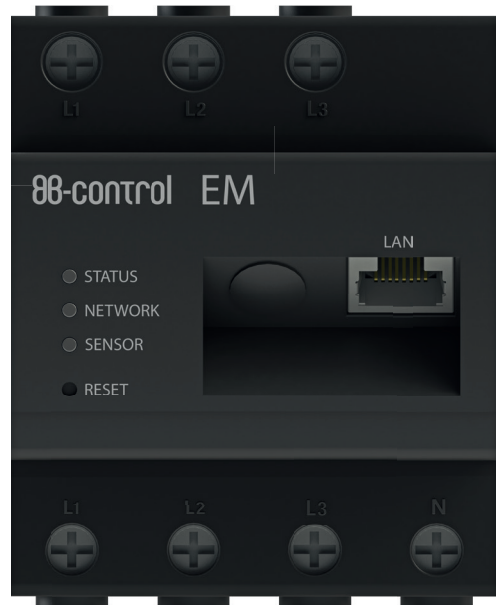 L1 L2 L3
88-control EM
LAN
STATUS
NETWORK
SENSOR
RESET
L1 L2 L3 N